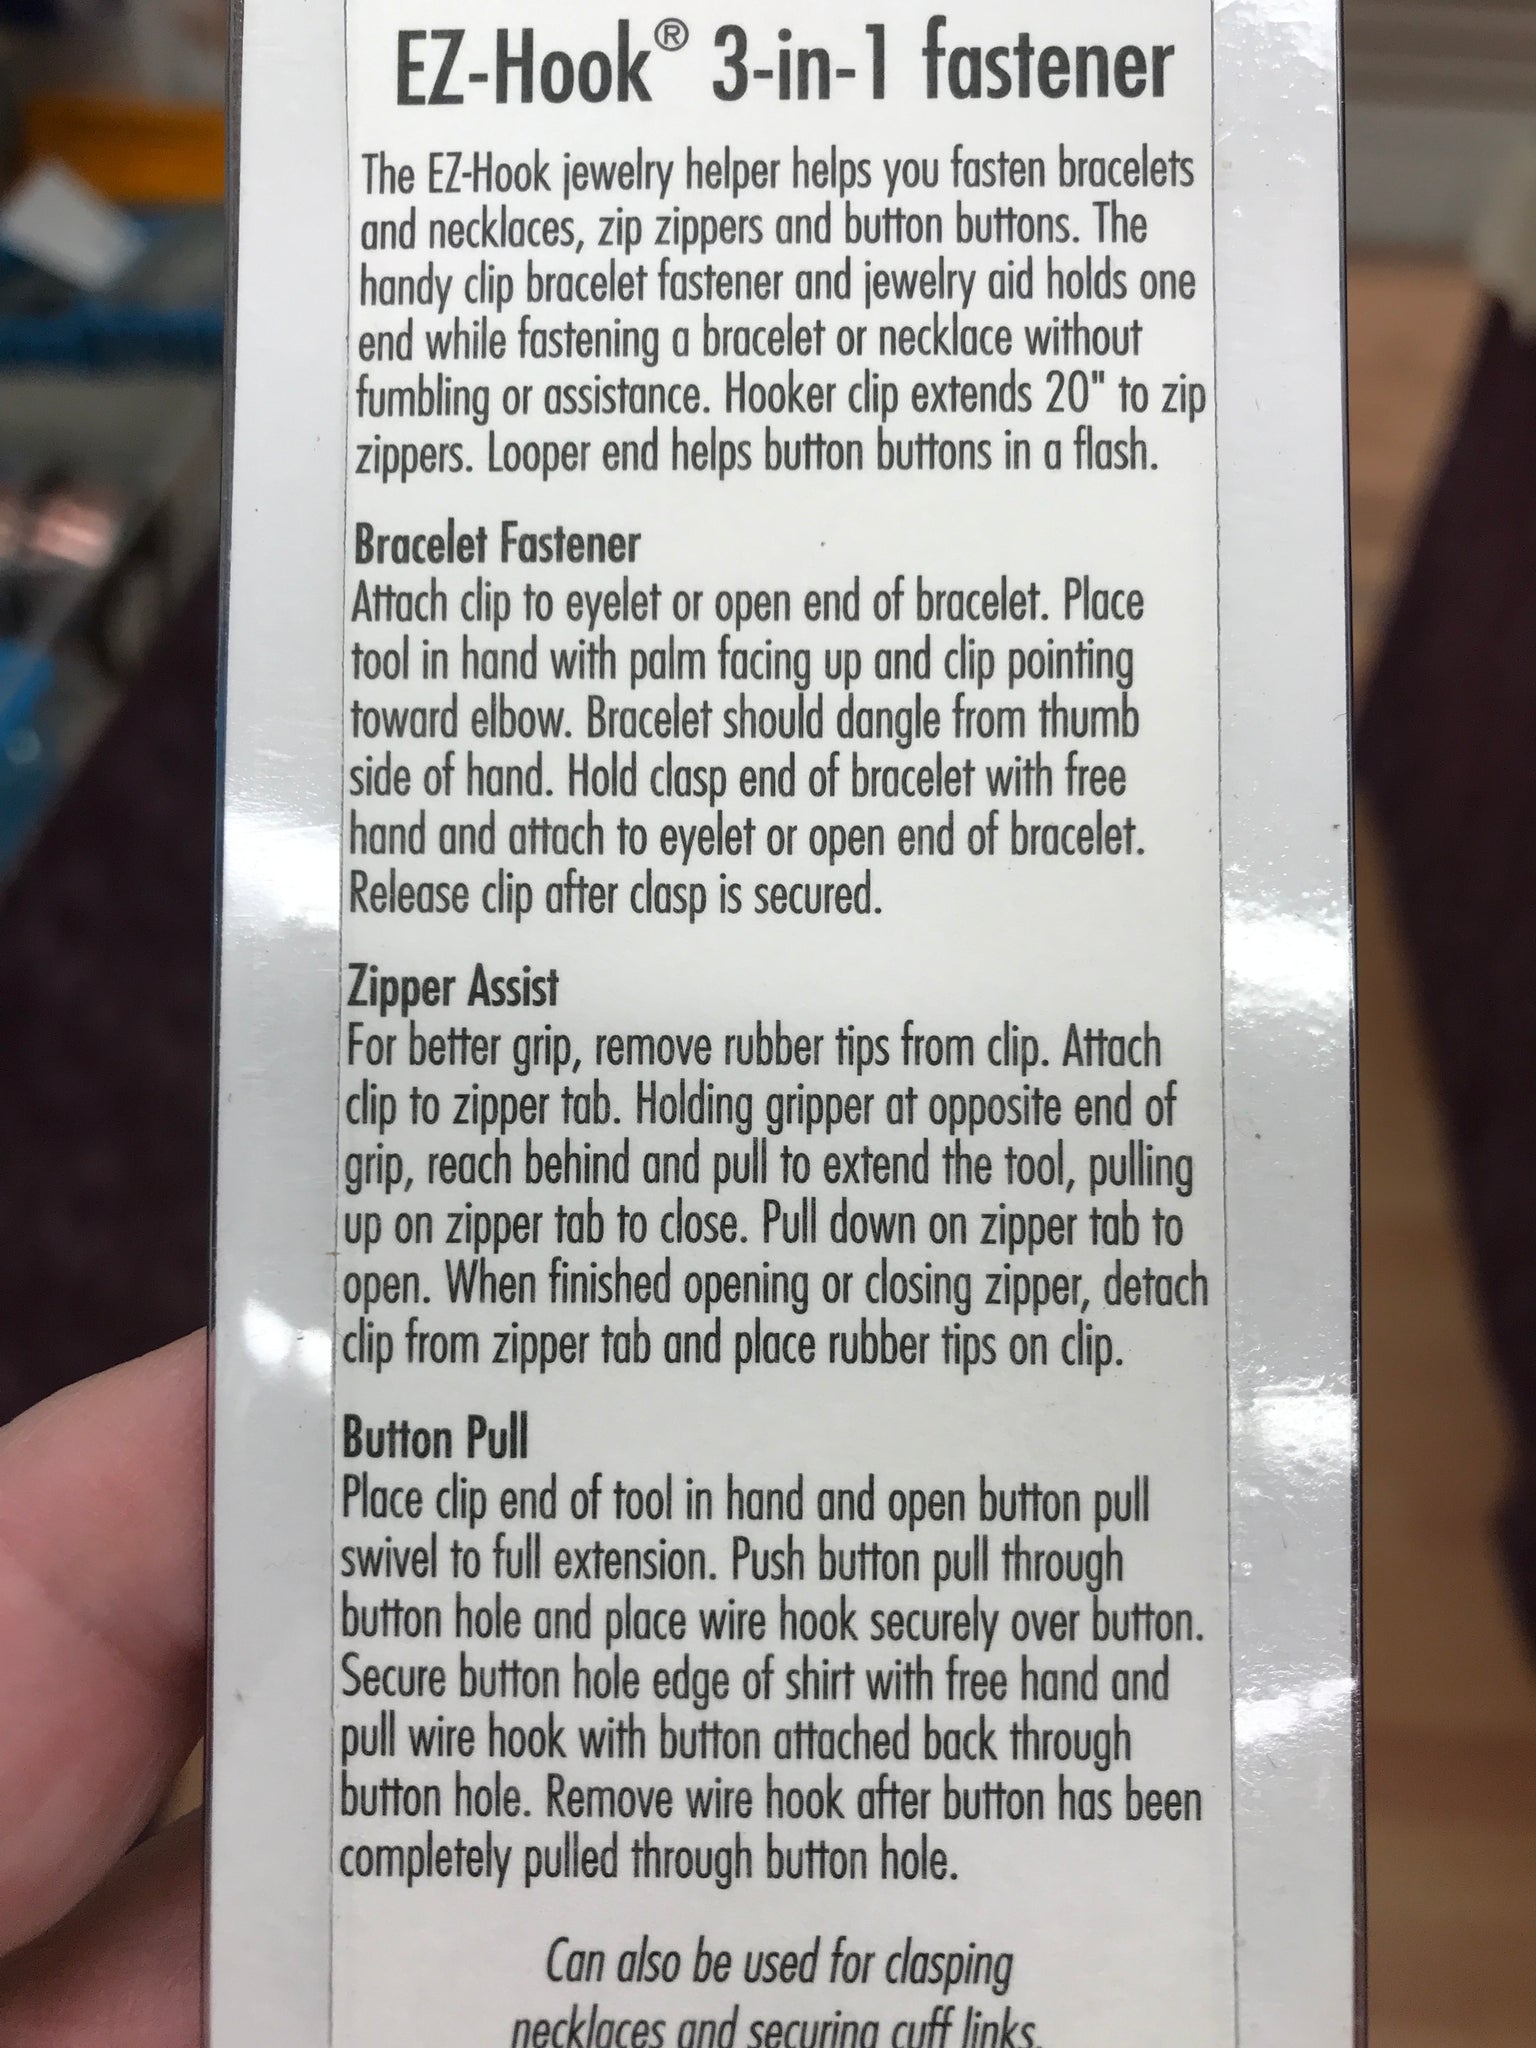 EZ-Hook® 3-in-1 fastener
The EZ-Hook jewelry helper helps you fasten bracelets
and necklaces, zip zippers and button buttons. The
handy clip bracelet fastener and jewelry aid holds one
end while fastening a bracelet or necklace without
fumbling or assistance. Hooker clip extends 20" to zip
zippers. Looper end helps button buttons in a flash.
Bracelet Fastener
Attach clip to eyelet or open end of bracelet. Place
tool in hand with palm facing up and clip pointing
toward elbow. Bracelet should dangle from thumb
side of hand. Hold clasp end of bracelet with free
hand and attach to eyelet or open end of bracelet.
Release clip after clasp is secured.
Zipper Assist
For better grip, remove rubber tips from clip. Attach
clip to zipper tab. Holding gripper at opposite end of
grip, reach behind and pull to extend the tool, pulling
up on zipper tab to close. Pull down on zipper tab to
open. When finished opening or closing zipper, detach
clip from zipper tab and place rubber tips on clip.
Button Pull
Place clip end of tool in hand and open button pull
swivel to full extension. Push button pull through
button hole and place wire hook securely over button.
Secure button hole edge of shirt with free hand and
pull wire hook with button attached back through
button hole. Remove wire hook after button has been
completely pulled through button hole.
Can also be used for clasping
necklaces and securing cuff links.